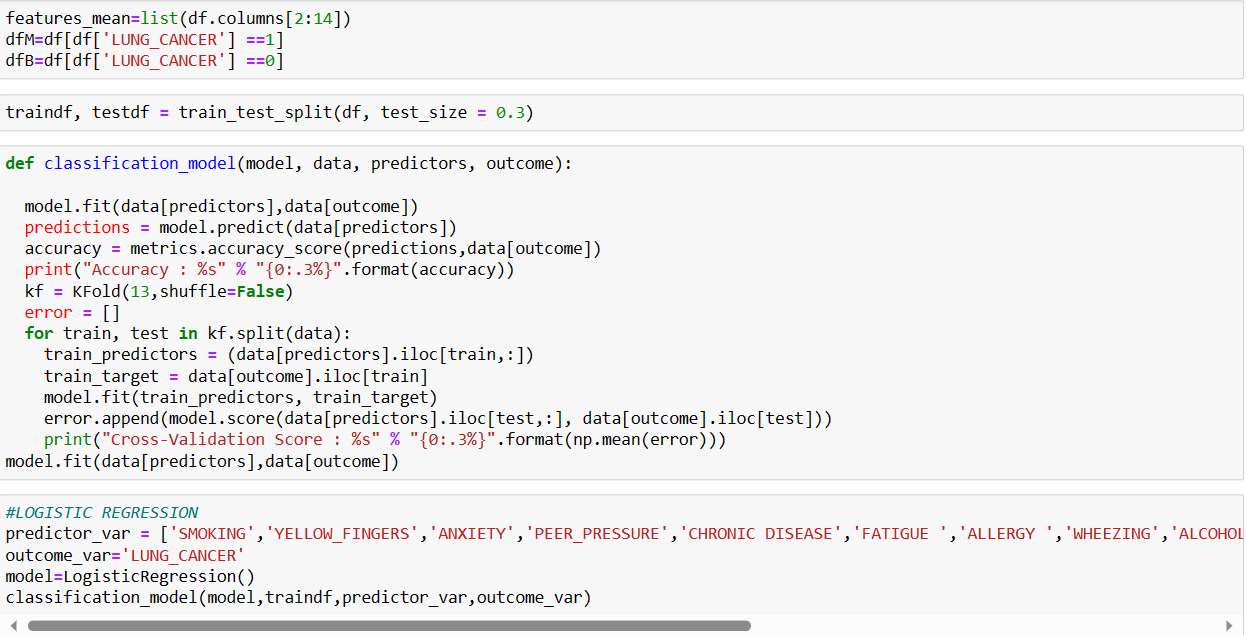 features_mean=list(df.columns[2:14])
dfM=df[df['LUNG_CANCER'] ==1]
dfB=df[df['LUNG_CANCER'] ==0]
traindf, testdf = train_test_split(df, test_size = 0.3)
def classification_model(model, data, predictors, outcome):
  model.fit(data[predictors],data[outcome])
  predictions = model.predict(data[predictors])
  accuracy = metrics.accuracy_score(predictions,data[outcome])
  print("Accuracy : %s" % "{0:.3%}".format(accuracy))
  kf = KFold(13,shuffle=False)
  error = []
  for train, test in kf.split(data):
    train_predictors = (data[predictors].iloc[train,:])
    train_target = data[outcome].iloc[train]
    model.fit(train_predictors, train_target)
    error.append(model.score(data[predictors].iloc[test,:], data[outcome].iloc[test]))
    print("Cross-Validation Score : %s" % "{0:.3%}".format(np.mean(error)))
model.fit(data[predictors],data[outcome])
#LOGISTIC REGRESSION
predictor_var = ['SMOKING','YELLOW_FINGERS','ANXIETY','PEER_PRESSURE','CHRONIC DISEASE','FATIGUE ','ALLERGY ','WHEEZING','ALCOHOL
outcome_var='LUNG_CANCER'
model=LogisticRegression()
classification_model(model,traindf,predictor_var,outcome_var)